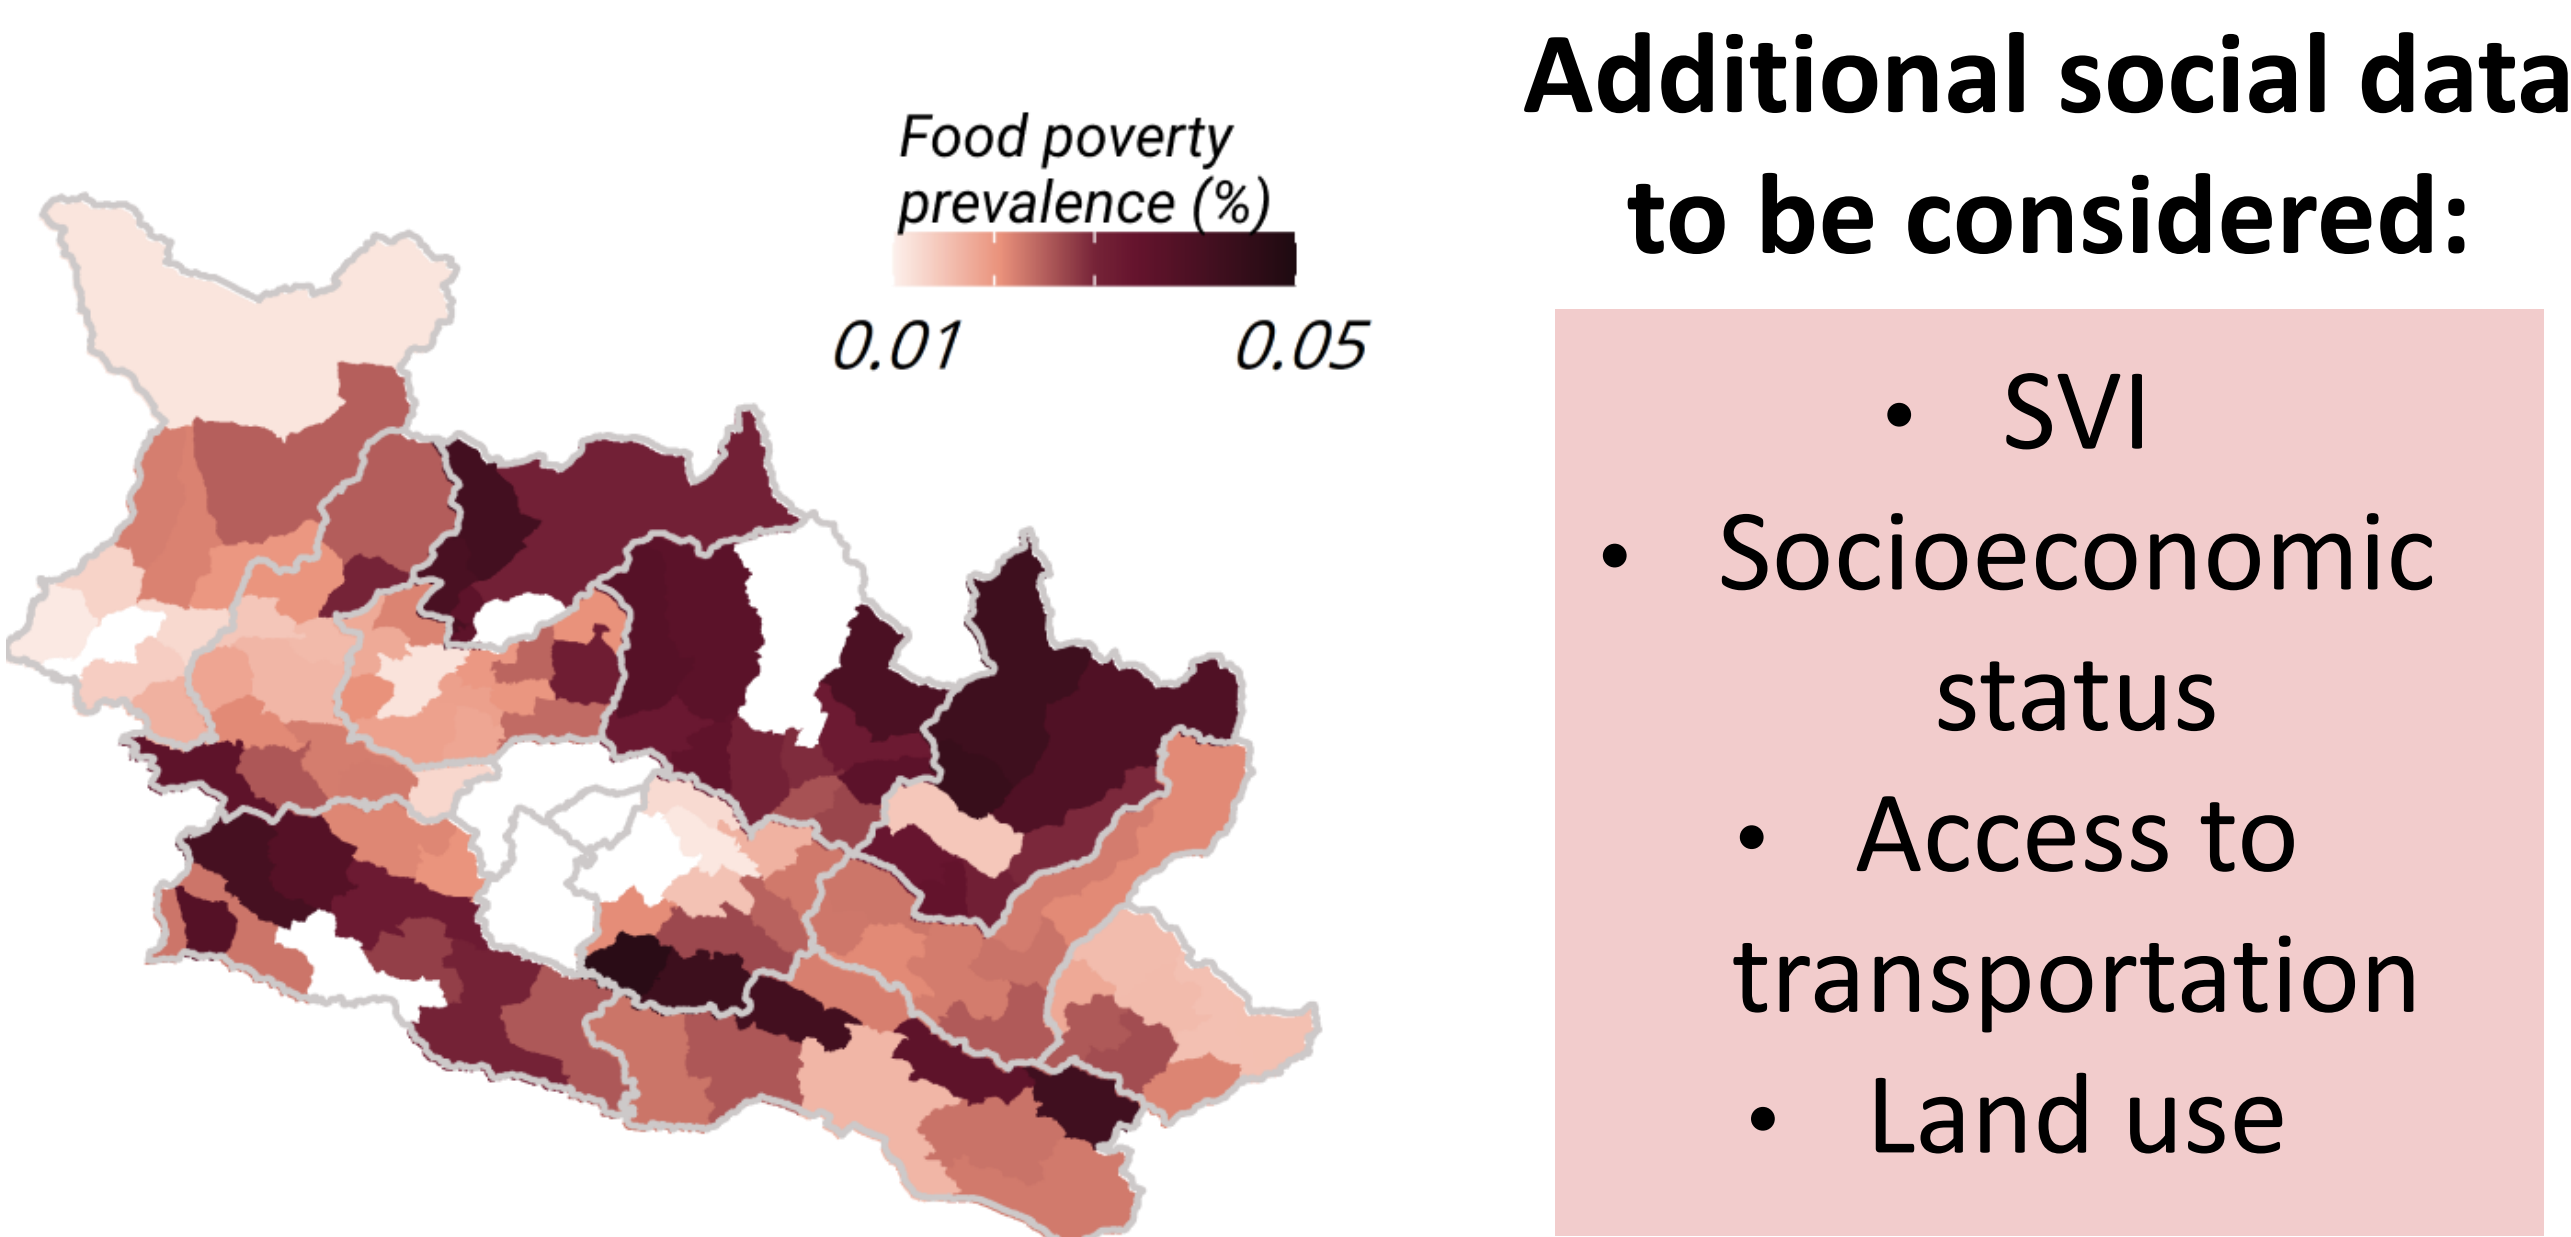 Additional social data
to be considered:
Food poverty
prevalence (%)
0.01 0.05
• SVI
• Socioeconomic
status
• Access to
transportation
• Land use